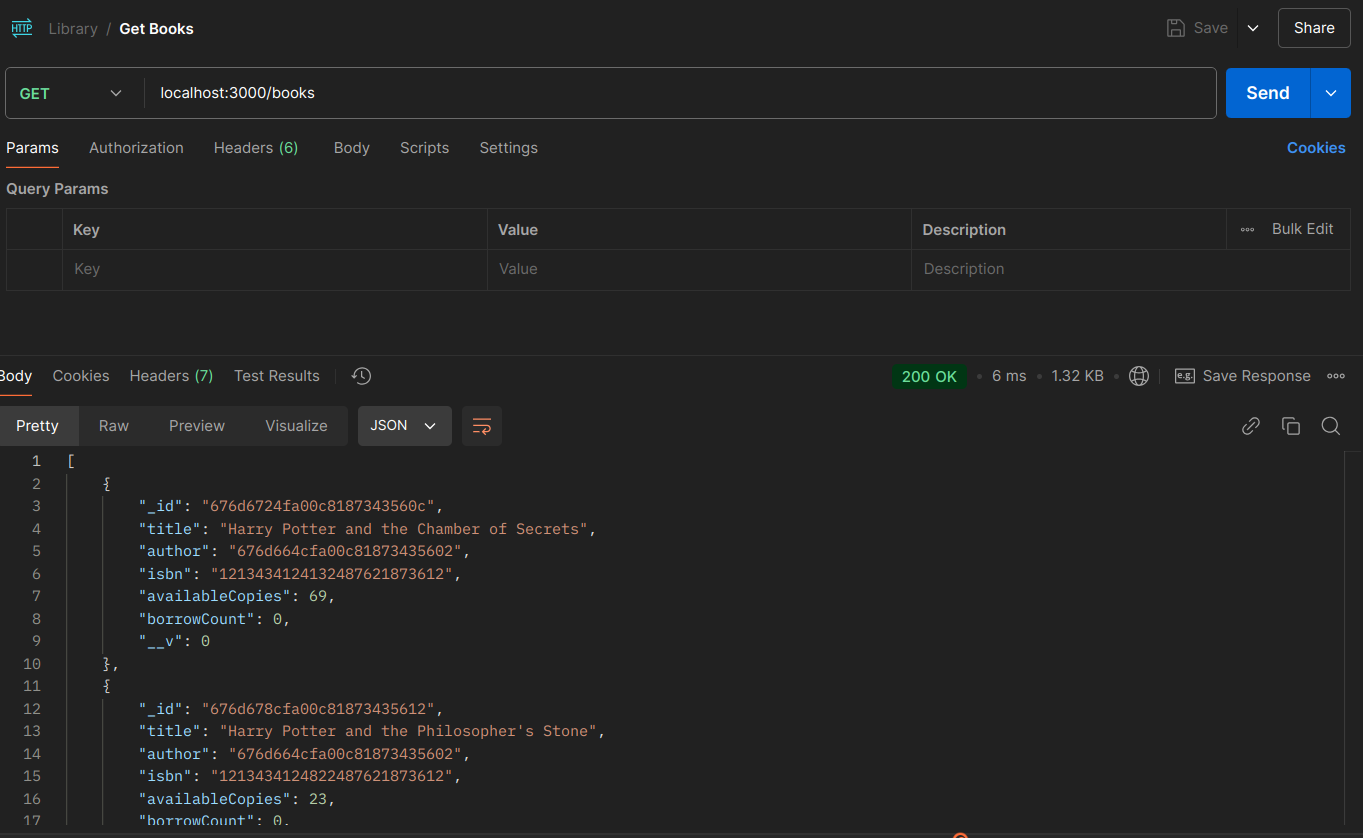 HTTP Library / Get Books Save Share
GET localhost:3000/books Send
Params Authorization Headers (6) Body Scripts Settings Cookies
Query Params
Key Value Description Bulk Edit
Key Value Description
Body Cookies Headers (7) Test Results 200 OK • 6 ms • 1.32 KB • e.g. Save Response
Pretty Raw Preview Visualize JSON
1 [
2 {
3 "_id": "676d6724fa00c8187343560c",
4 "title": "Harry Potter and the Chamber of Secrets",
5 "author": "676d664cfa00c81873435602",
6 "isbn": "1213434124132487621873612",
7 "availableCopies": 69,
8 "borrowCount": 0,
9 "__v": 0
10 },
11 {
12 "_id": "676d678cfa00c81873435612",
13 "title": "Harry Potter and the Philosopher's Stone",
14 "author": "676d664cfa00c81873435602",
15 "isbn": "1213434124822487621873612",
16 "availableCopies": 23,
17 "borrowCount": 0,